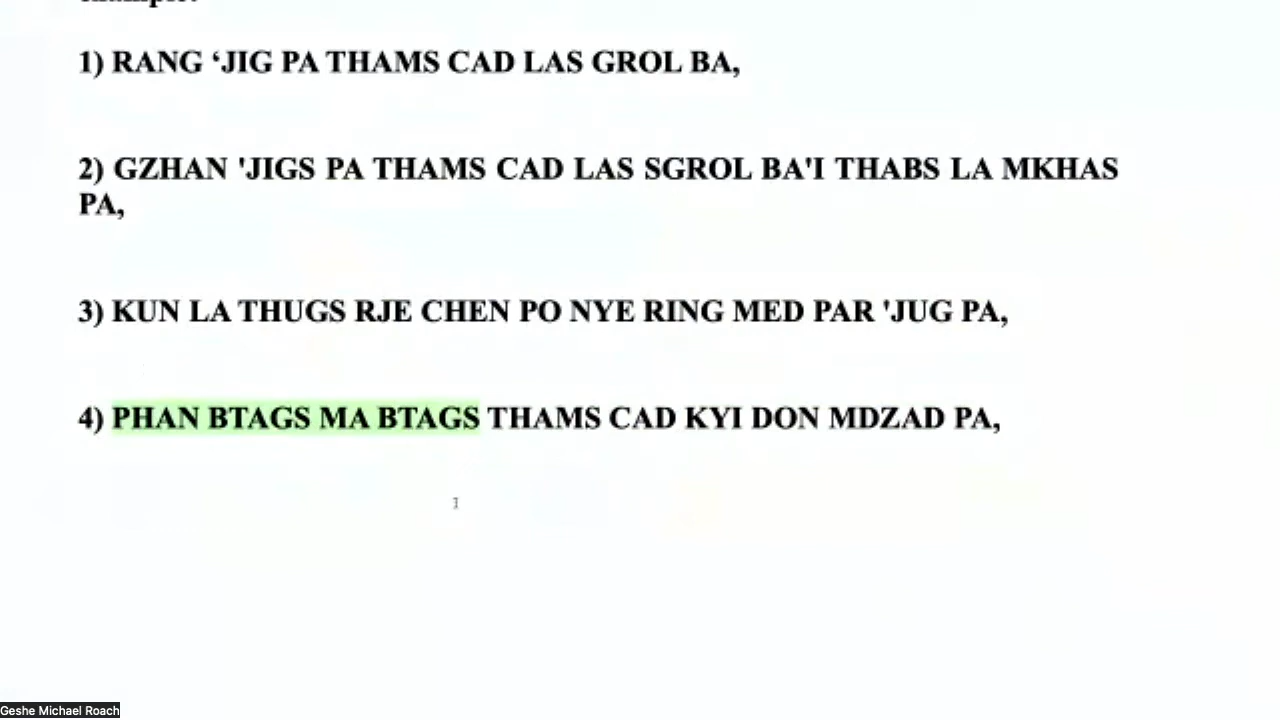 1) RANG ‘JIG PA THAMS CAD LAS GROL BA,
2) GZHAN 'JIGS PA THAMS CAD LAS SGROL BA'I THABS LA MKHAS
PA,
3) KUN LA THUGS RJE CHEN PO NYE RING MED PAR 'JUG PA,
4) PHAN BTAGS MA BTAGS THAMS CAD KYI DON MDZAD PA,
Geshe Michael Roach